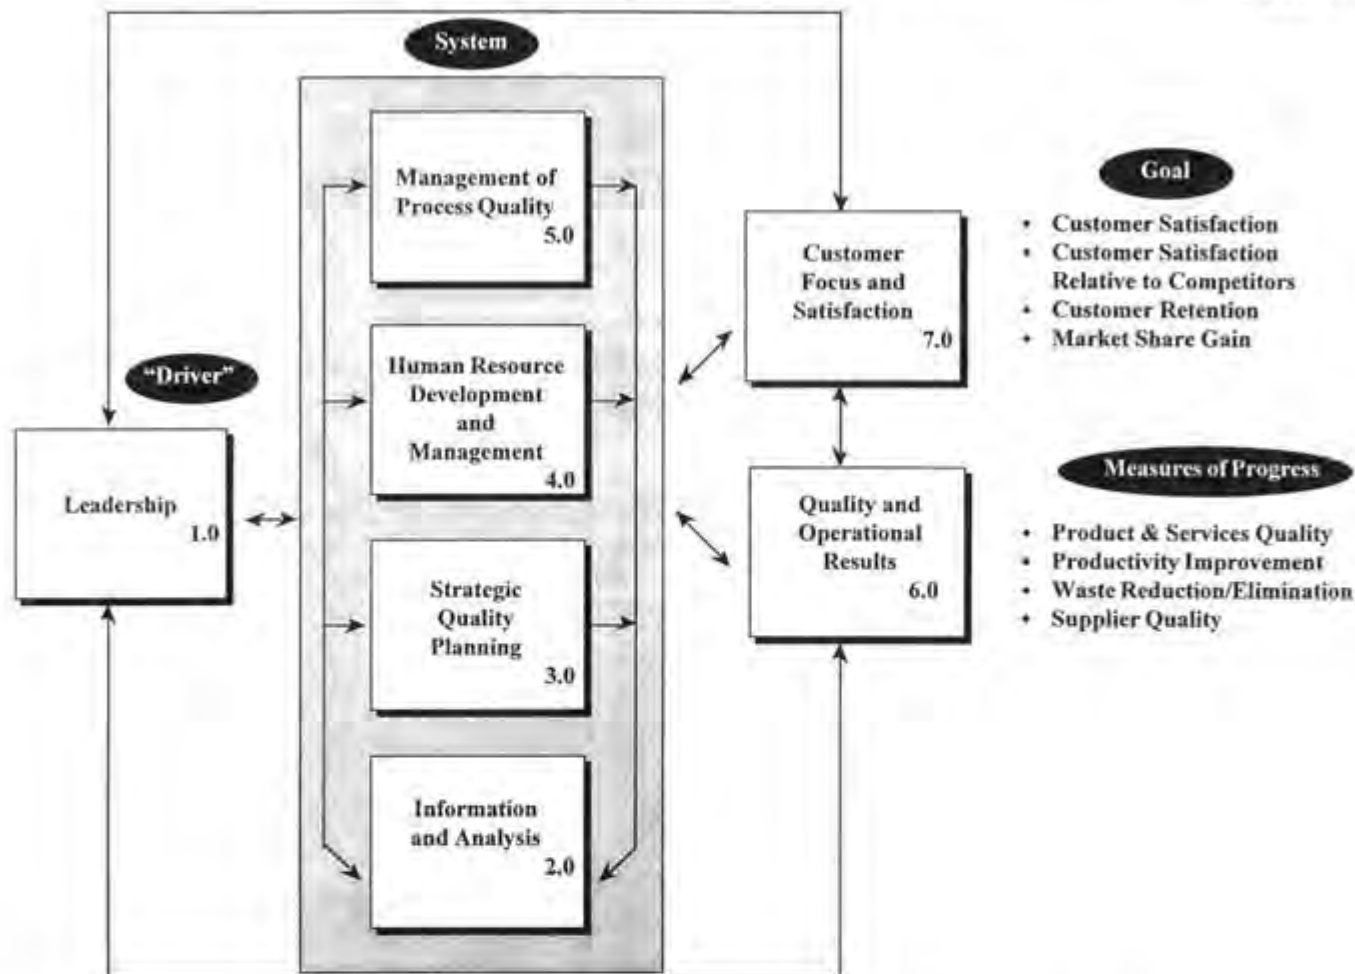 System
Management of
Process Quality
5.0
Human Resource
Development
and
Management
4.0
Strategic
Quality
Planning
3.0
Information
and Analysis
2.0
"Driver"
Leadership
1.0
Customer
Focus and
Satisfaction
7.0
Quality and
Operational
Results
6.0
Goal
• Customer Satisfaction
• Customer Satisfaction
Relative to Competitors
• Customer Retention
• Market Share Gain
Measures of Progress
• Product & Services Quality
• Productivity Improvement
• Waste Reduction/Elimination
• Supplier Quality